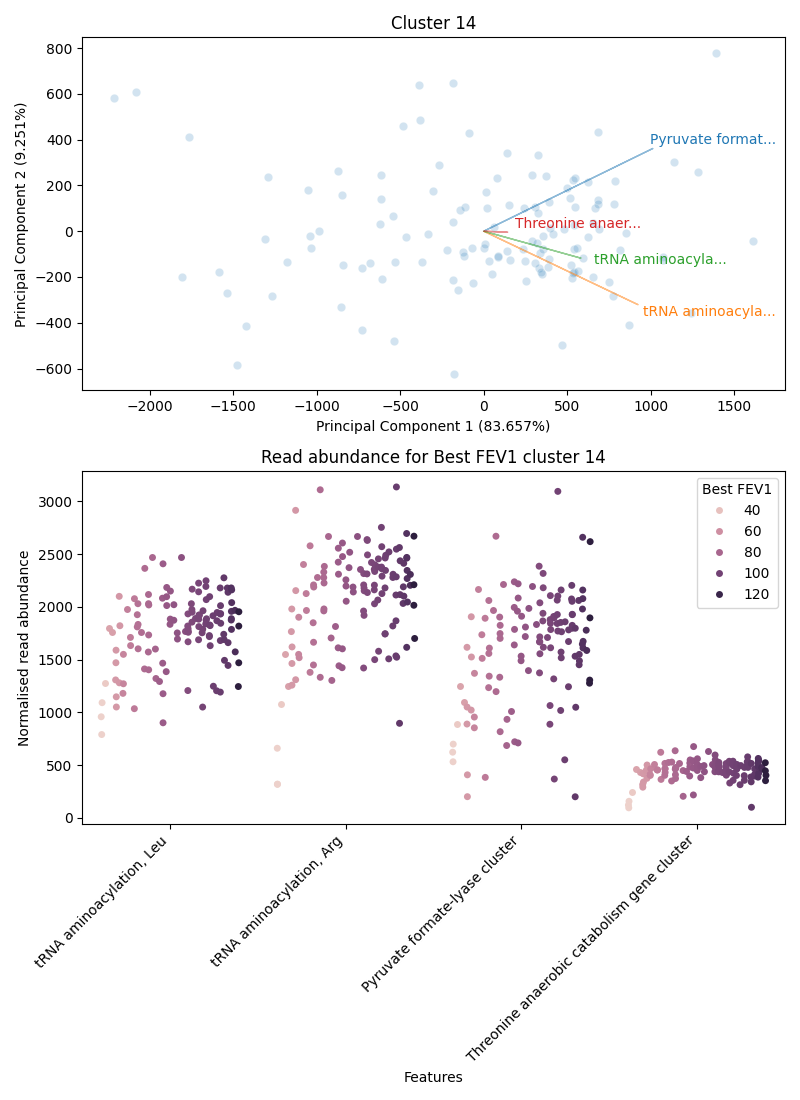 Cluster 14
Principal Component 2 (9.251%)
800
600
400
200
0
−200
−400
−600
Pyruvate format...
Threonine anaer...
tRNA aminoacyla...
tRNA aminoacyla...
−2000
−1500
−1000
−500
0
500
1000
1500
Principal Component 1 (83.657%)
Read abundance for Best FEV1 cluster 14
Normalised read abundance
3000
2500
2000
1500
1000
500
0
Best FEV1
40
60
80
100
120
tRNA aminoacylation, Leu
tRNA aminoacylation, Arg
Pyruvate formate-lyase cluster
Threonine anaerobic catabolism gene cluster
Features